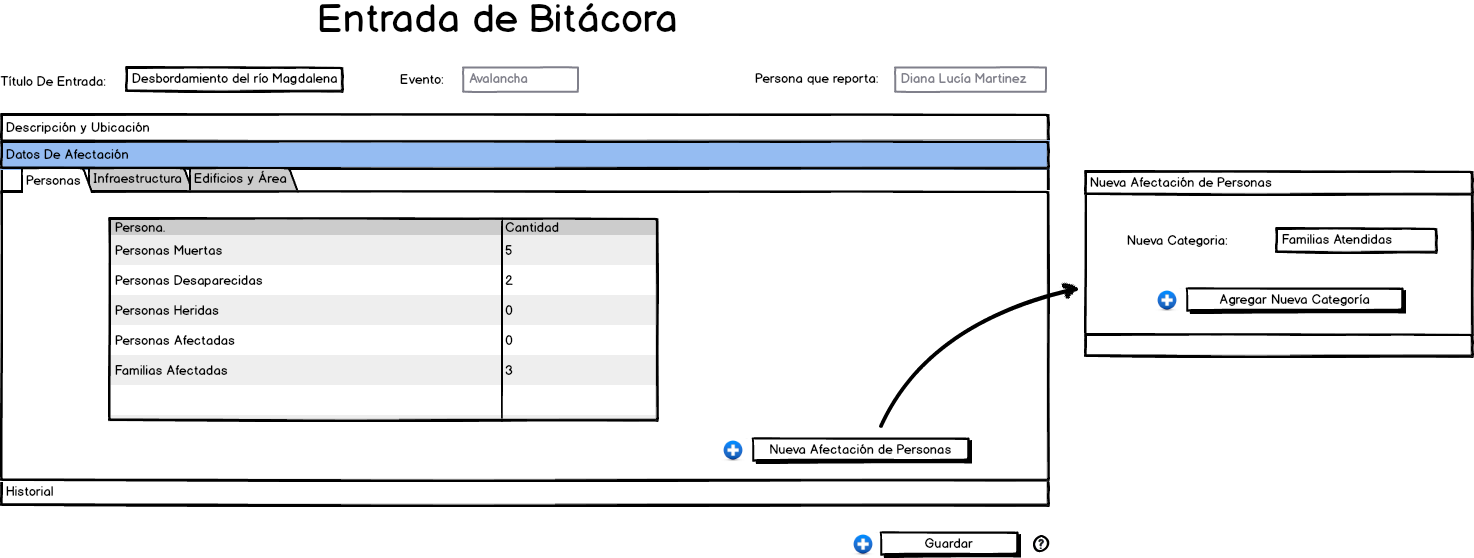 Entrada de Bitácora
Título De Entrada: Desbordamiento del río Magdalena Evento: Avalancha Persona que reporta: Diana Lucía Martinez
Descripción y Ubicación
Datos De Afectación
Personas Infraestructura Edificios y Área
Persona. Cantidad
Personas Muertas 5
Personas Desaparecidas 2
Personas Heridas 0
Personas Afectadas 0
Familias Afectadas 3
Nueva Afectación de Personas
Historial
Guardar ?
Nueva Afectación de Personas
Nueva Categoria: Familias Atendidas
Agregar Nueva Categoría